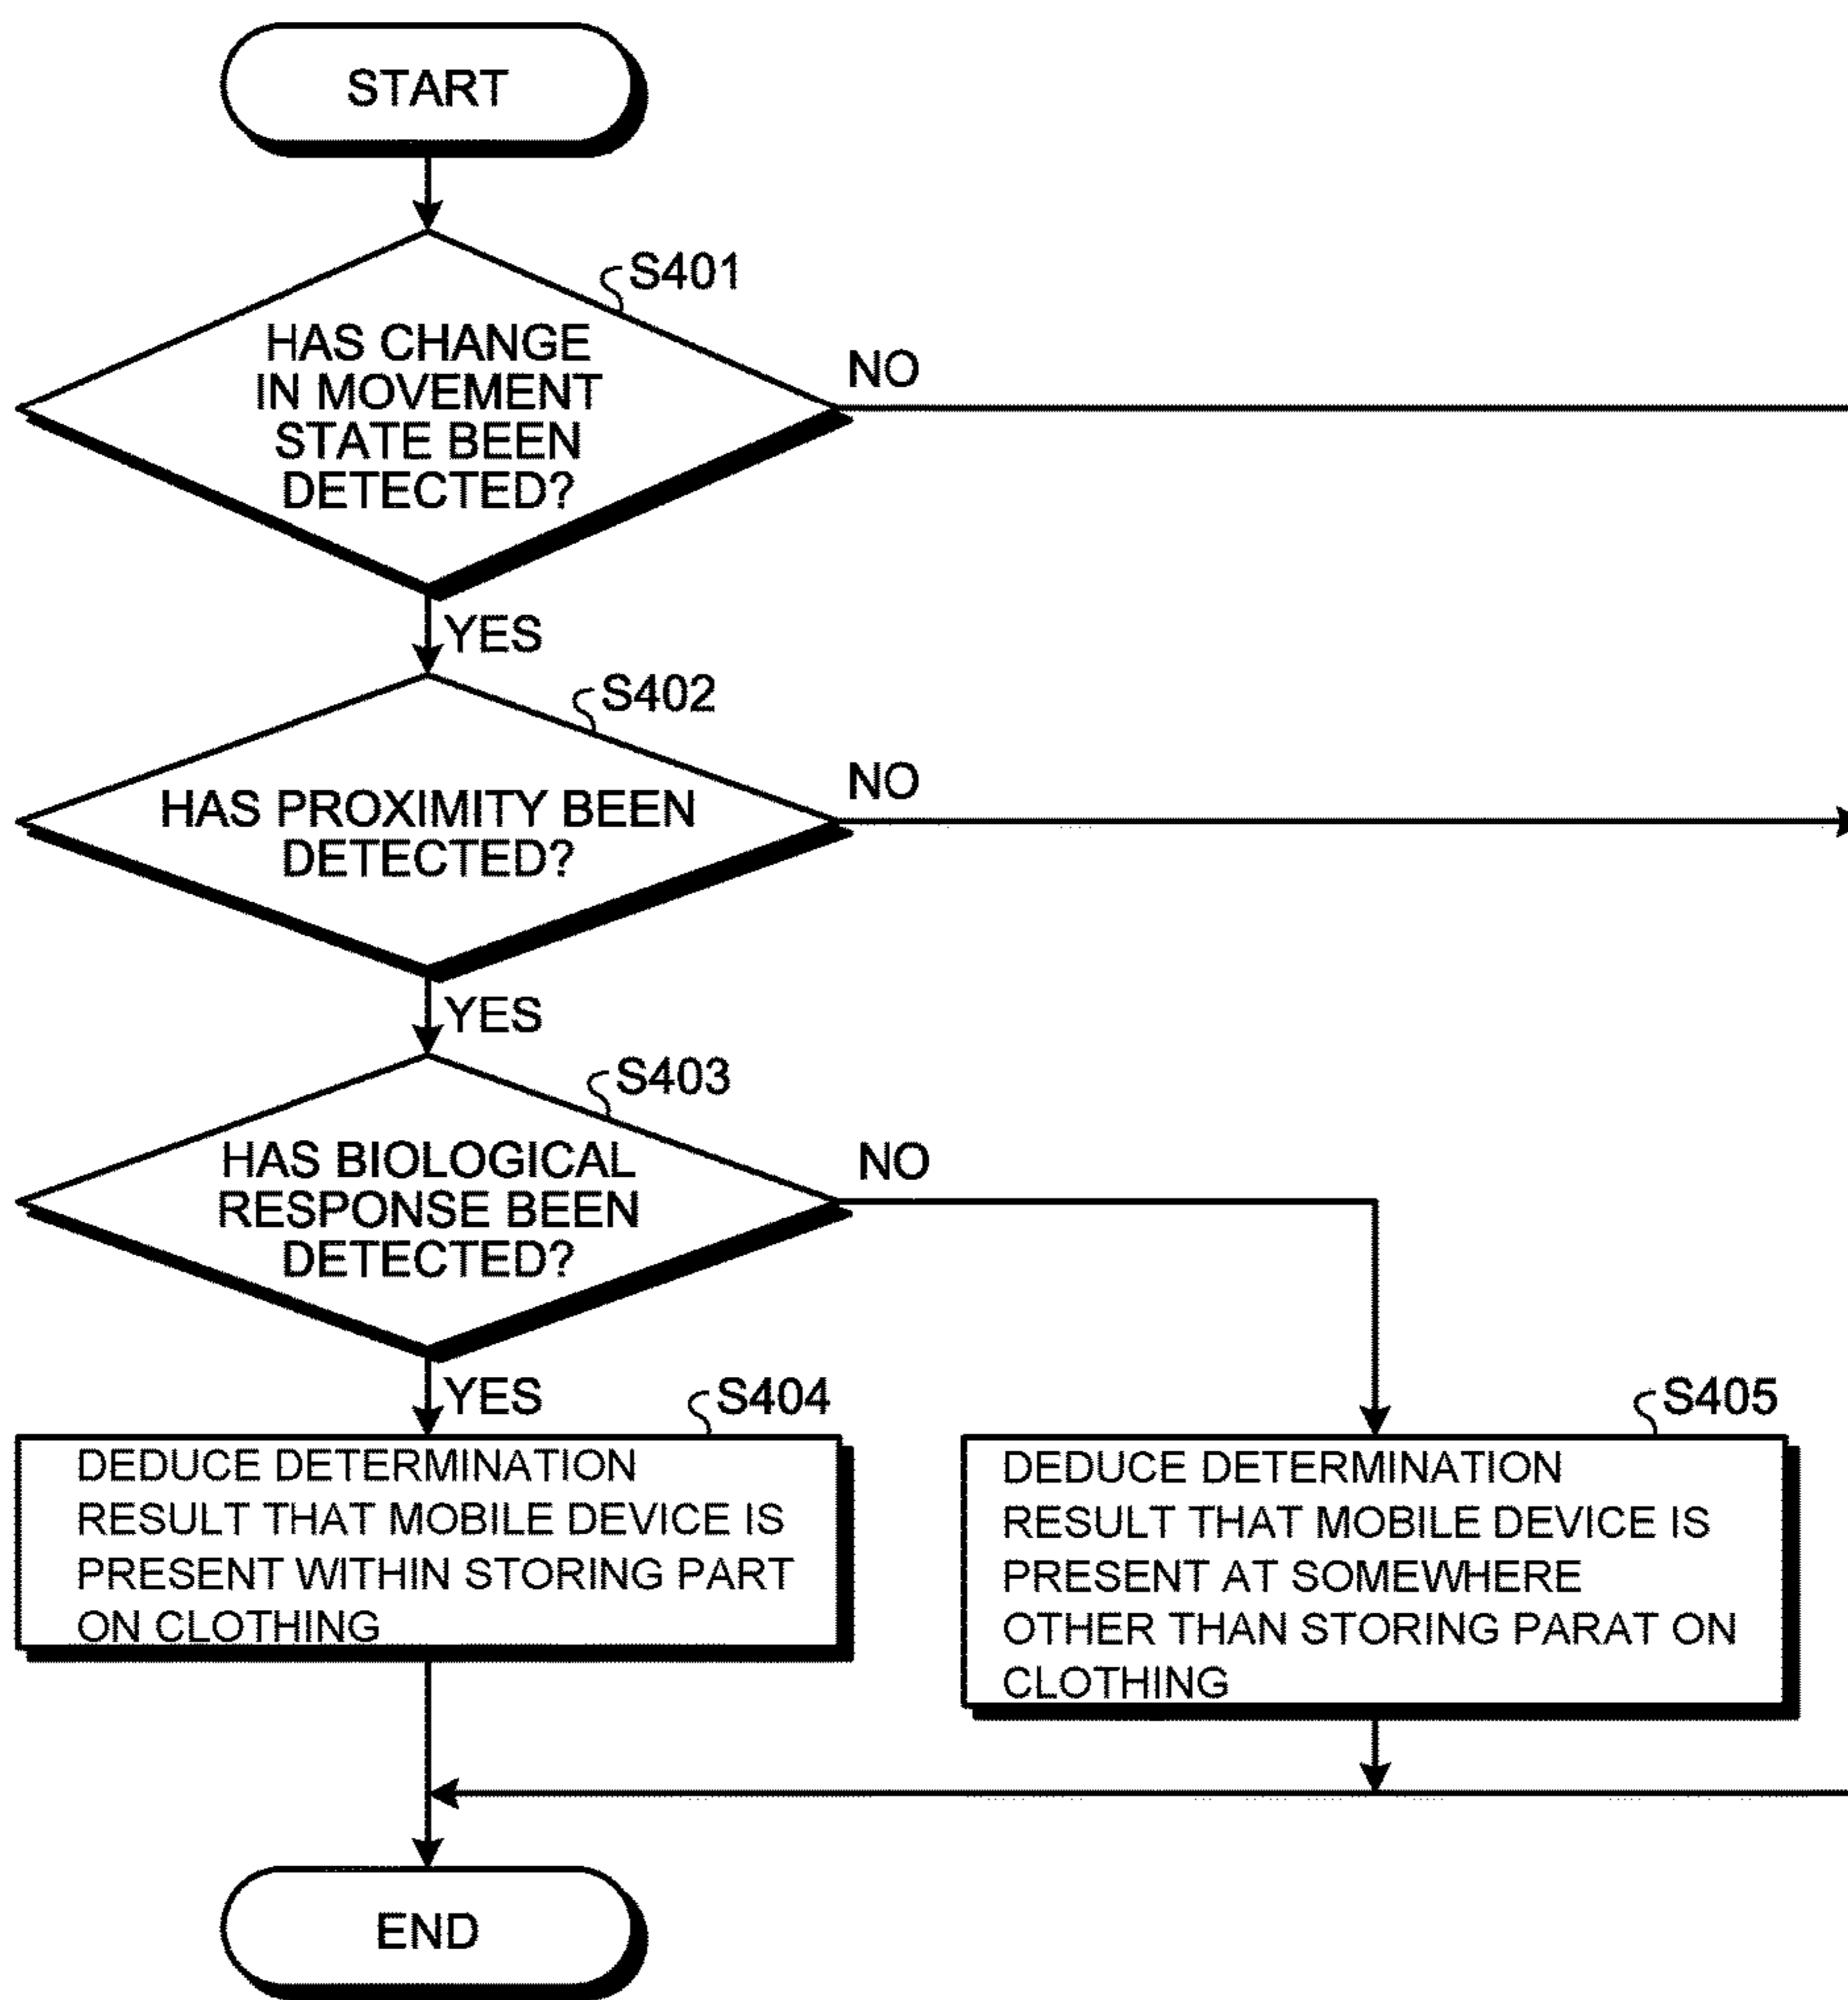 START
S401
HAS CHANGE
IN MOVEMENT
STATE BEEN
DETECTED?
NO
YES
S402
HAS PROXIMITY BEEN
DETECTED?
NO
YES
S403
HAS BIOLOGICAL
RESPONSE BEEN
DETECTED?
NO
YES
S404
DEDUCE DETERMINATION
RESULT THAT MOBILE DEVICE IS
PRESENT WITHIN STORING PART
ON CLOTHING
S405
DEDUCE DETERMINATION
RESULT THAT MOBILE DEVICE IS
PRESENT AT SOMEWHERE
OTHER THAN STORING PARAT ON
CLOTHING
END